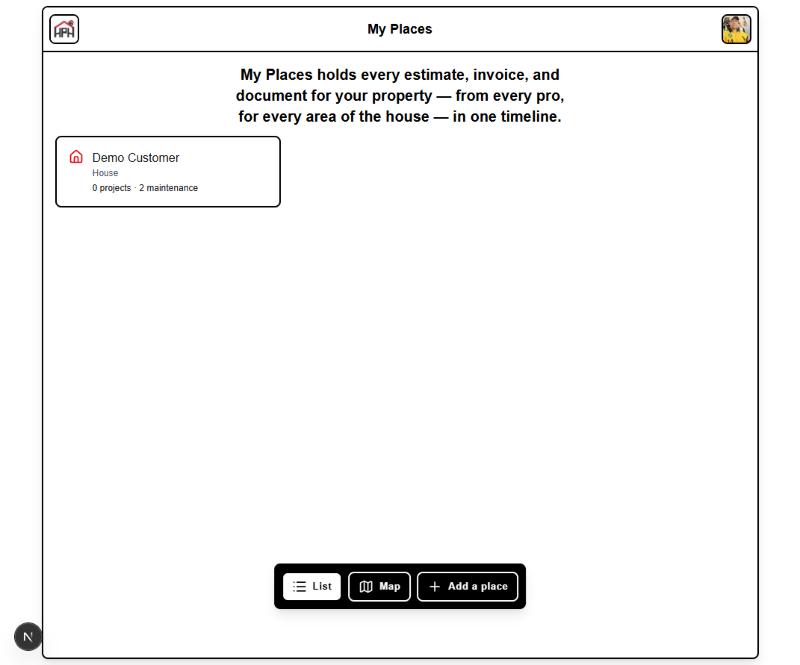 HPH
My Places
My Places holds every estimate, invoice, and
document for your property — from every pro,
for every area of the house — in one timeline.
Demo Customer
House
0 projects · 2 maintenance
List
Map
Add a place
N